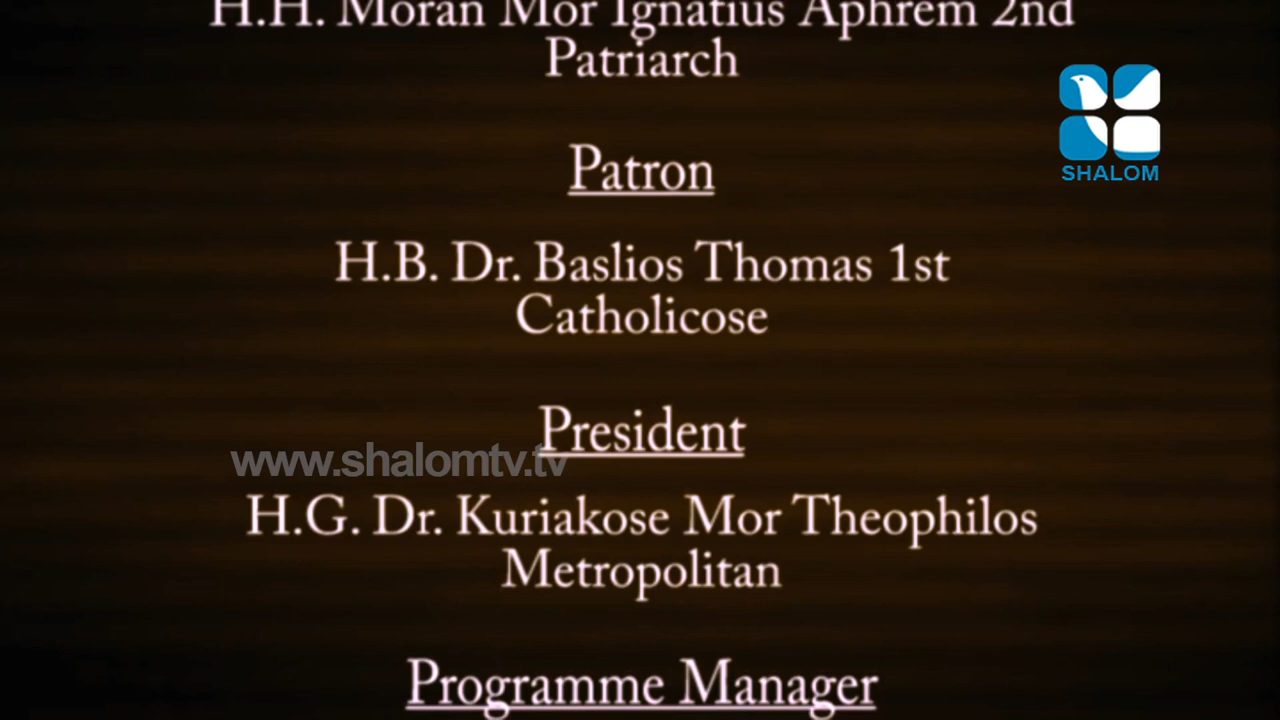 H.H. Moran Mor Ignatius Aphrem 2nd
Patriarch
SHALOM
Patron
H.B. Dr. Baslios Thomas 1st
Catholicose
President
www.shalomtv.tv
H.G. Dr. Kuriakose Mor Theophilos
Metropolitan
Programme Manager